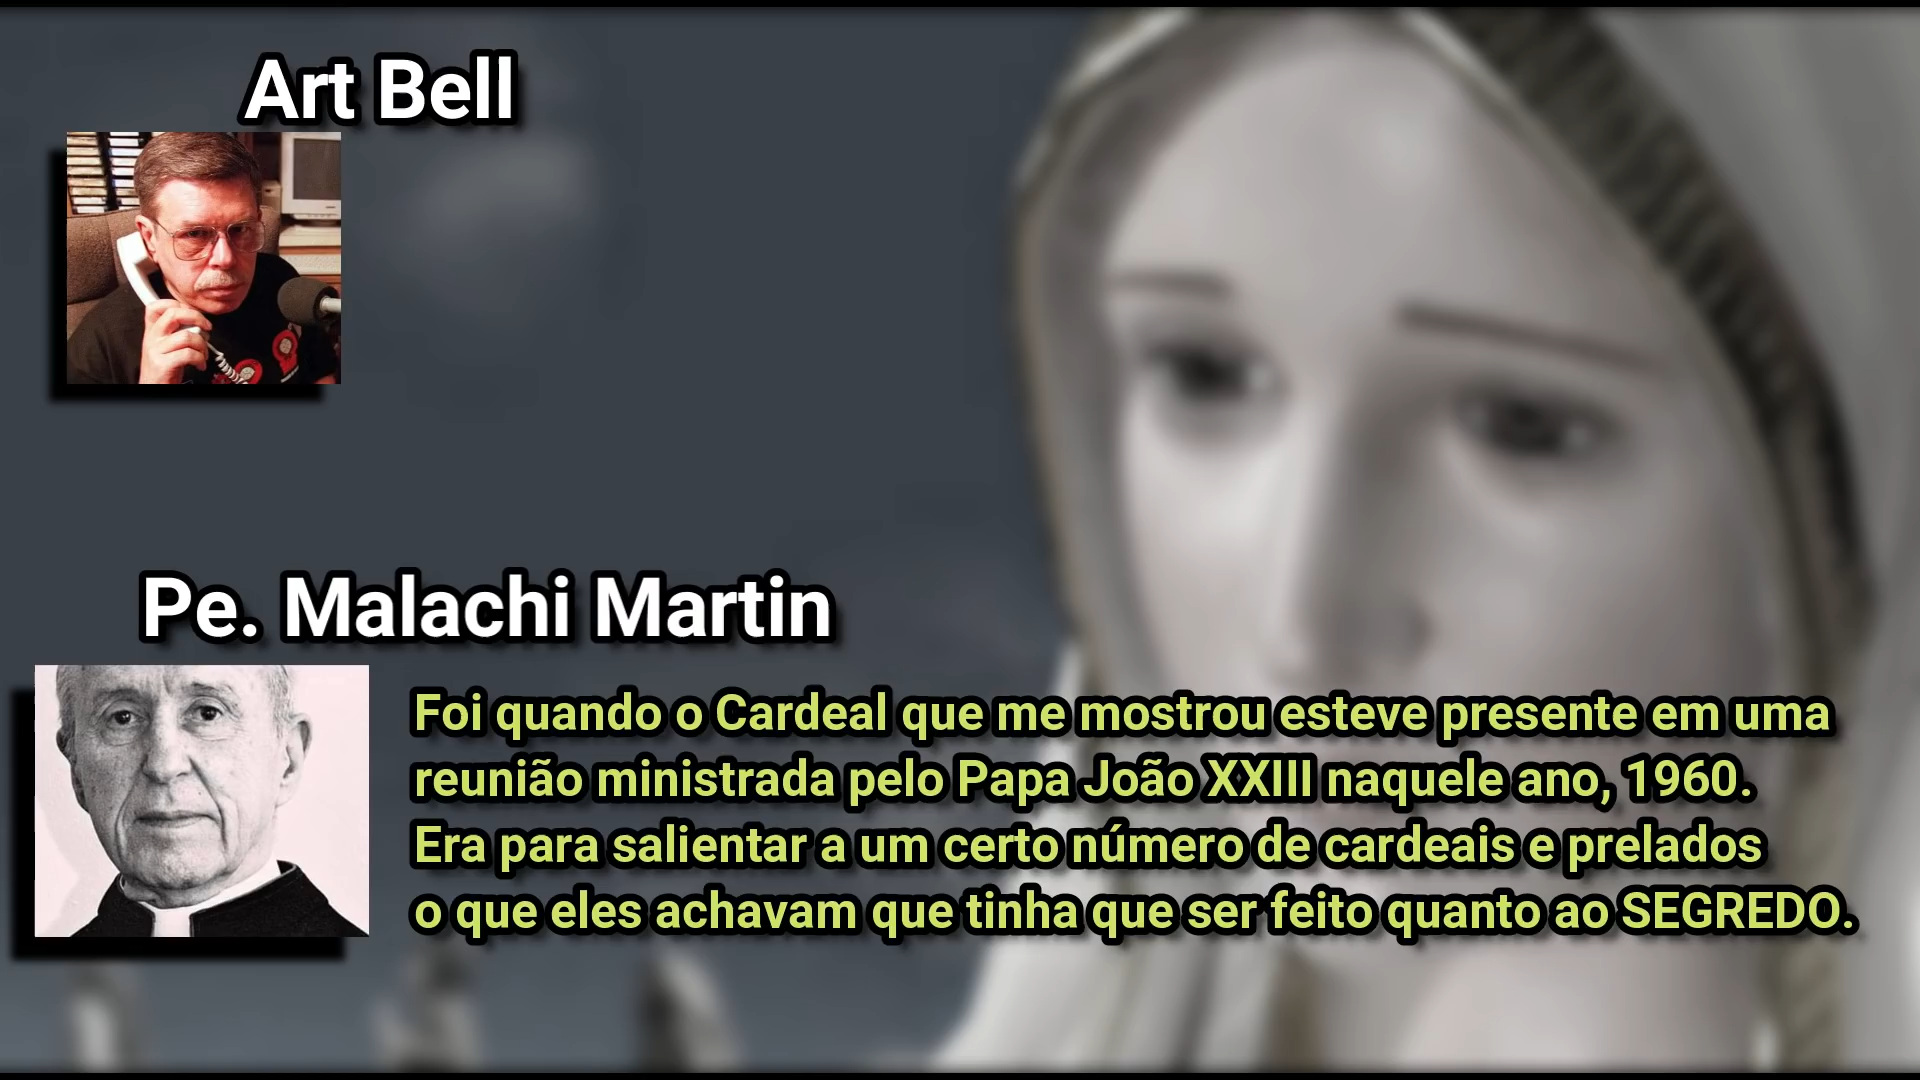 Art Bell
Pe. Malachi Martin
Foi quando o Cardeal que me mostrou esteve presente em uma
reunião ministrada pelo Papa João XXIII naquele ano, 1960.
Era para salientar a um certo número de cardeais e prelados
o que eles achavam que tinha que ser feito quanto ao SEGREDO.